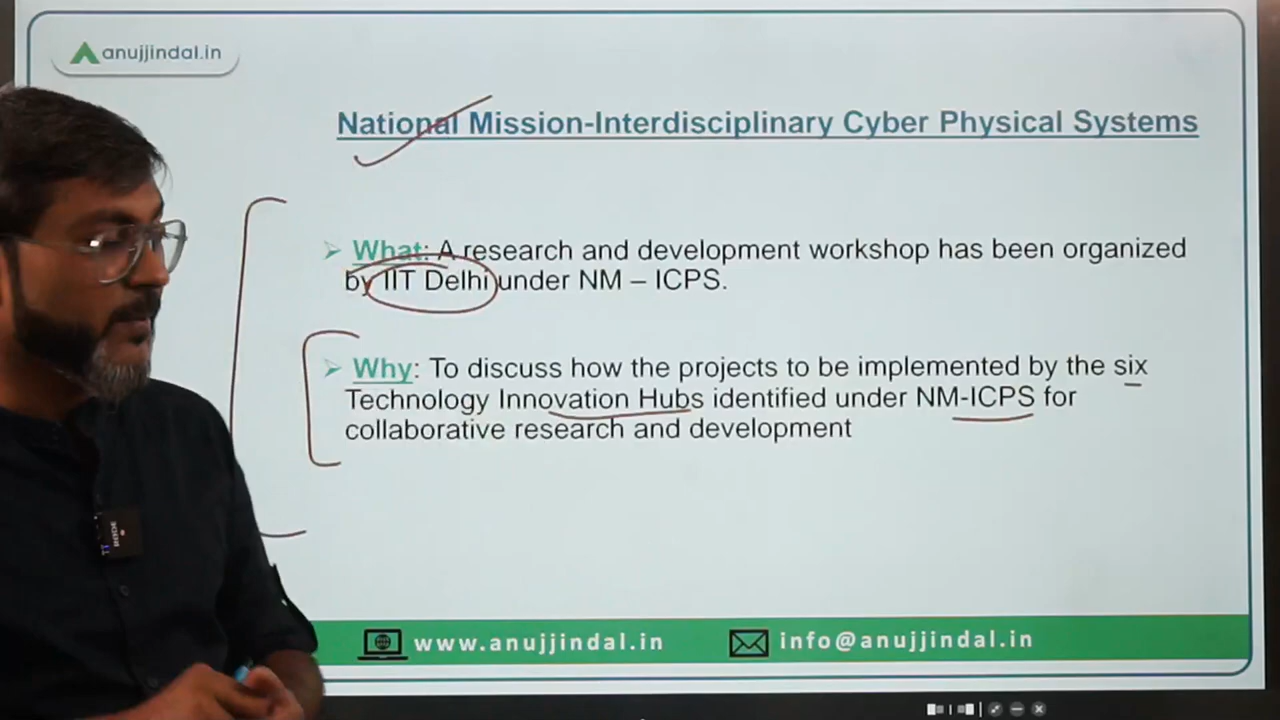 anujjindal.in
National Mission-Interdisciplinary Cyber Physical Systems
What: A research and development workshop has been organized
by IIT Delhi under NM – ICPS.
Why: To discuss how the projects to be implemented by the six
Technology Innovation Hubs identified under NM-ICPS for
collaborative research and development
www.anujjindal.in
info@anujjindal.in
RØDE